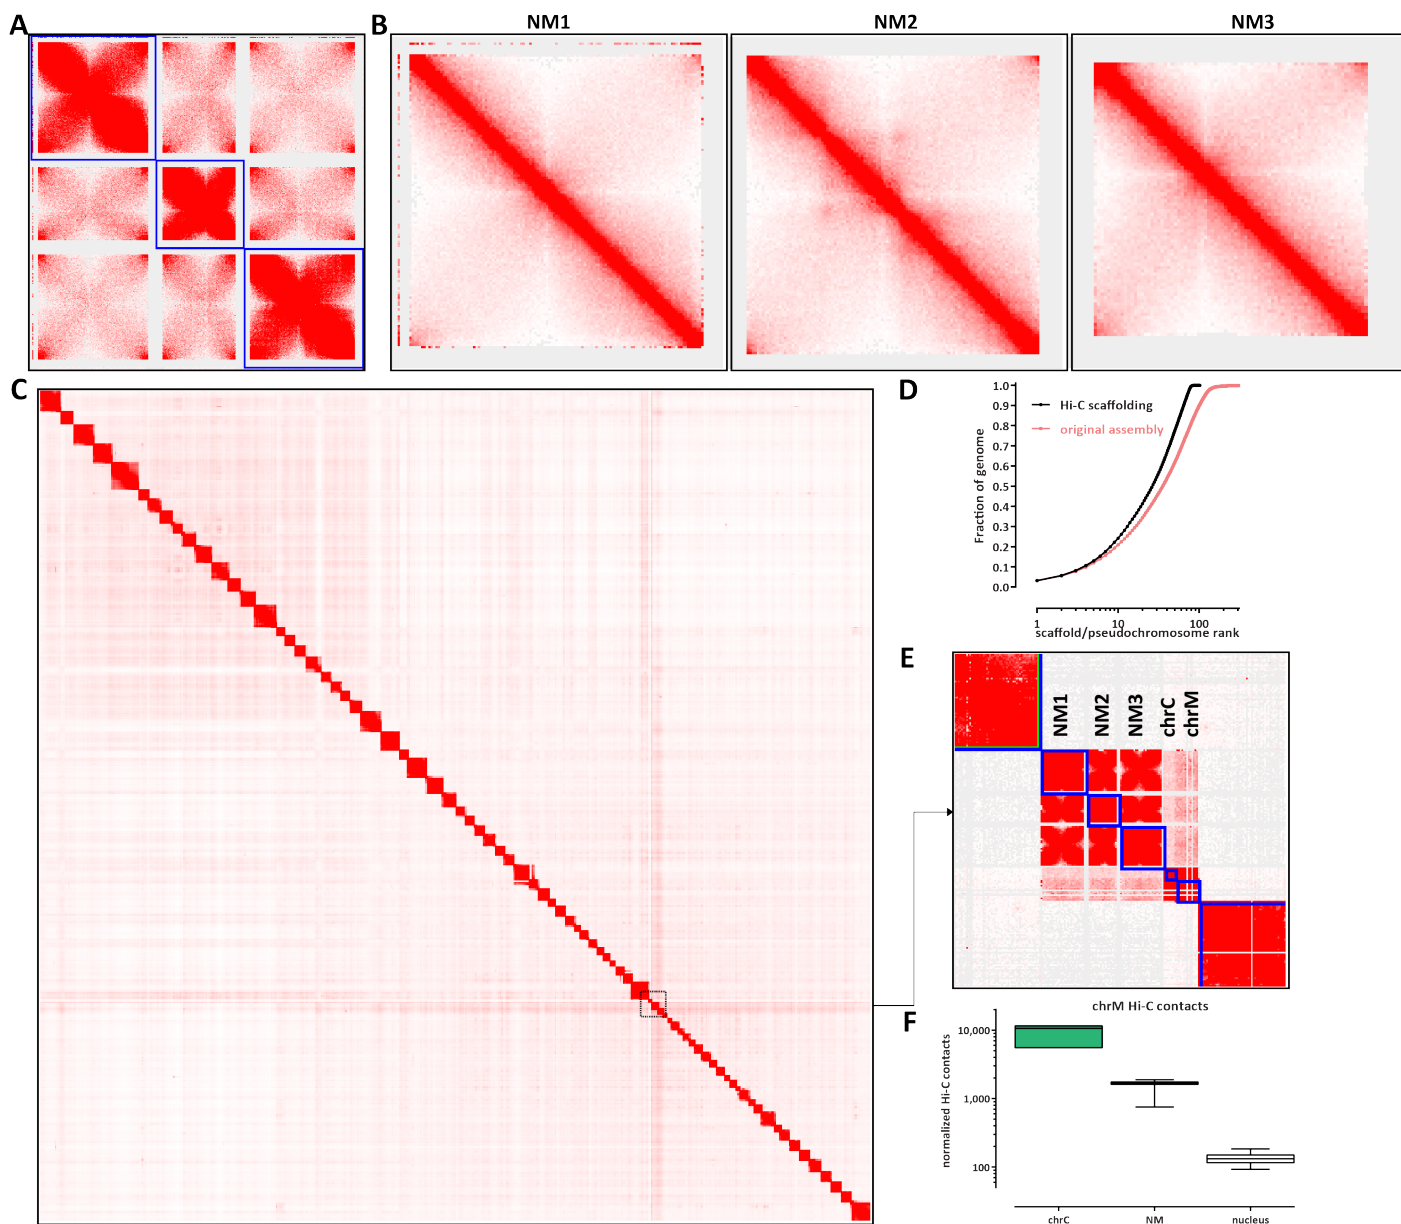 A
B
NM1
NM2
NM3
C
D
1.0
0.9
0.8
0.7
0.6
0.5
0.4
0.3
0.2
0.1
0.0
Fraction of genome
Hi-C scaffolding
original assembly
1
10
100
scaffold/pseudochromosome rank
E
NM1
NM2
NM3
chrC
chrM
F
chrM Hi-C contacts
normalized Hi-C contacts
10,000
1,000
100
chrC
NM
nucleus